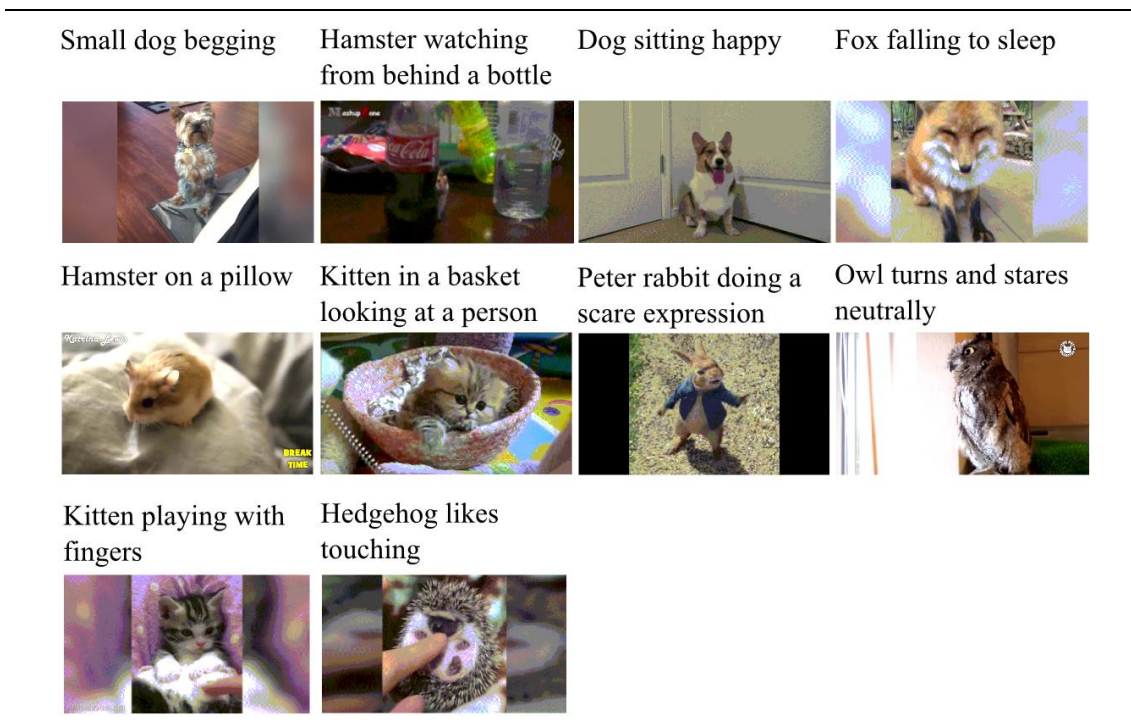 Small dog begging
Hamster watching
from behind a bottle
Dog sitting happy
Fox falling to sleep
Coca-Cola
Hamster on a pillow
Kitten in a basket
looking at a person
Peter rabbit doing a
scare expression
Owl turns and stares
neutrally
BREAK
TIME
Kitten playing with
fingers
Hedgehog likes
touching